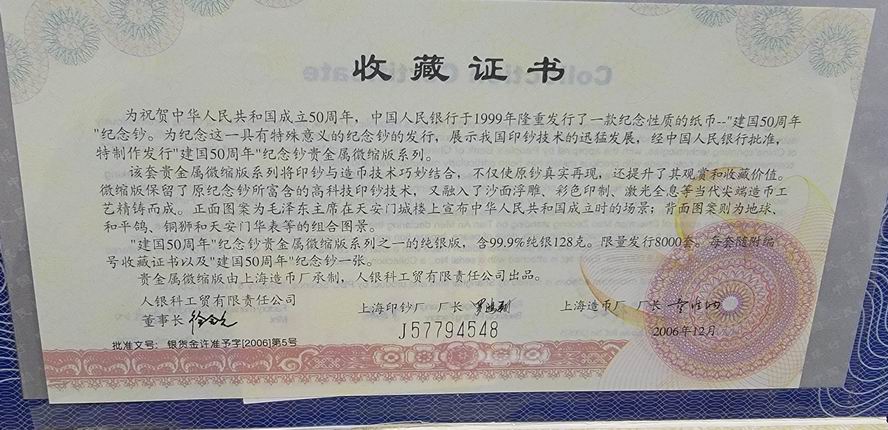 收藏证书
为祝贺中华人民共和国成立50周年，中国人民银行于1999年隆重发行了一款纪念性质的纸币--"建国50周年
"纪念钞。为纪念这一具有特殊意义的纪念钞的发行，展示我国印钞技术的迅猛发展，经中国人民银行批准，
特制作发行"建国50周年"纪念钞贵金属微缩版系列。
该套贵金属微缩版系列将印钞与造币技术巧妙结合，不仅使原钞真实再现，还提升了其观赏和收藏价值。
微缩版保留了原纪念钞所富含的高科技印钞技术，又融入了沙面浮雕、彩色印制、激光全息等当代尖端造币工
艺精铸而成。正面图案为毛泽东主席在天安门城楼上宣布中华人民共和国成立时的场景；背面图案则为地球、
和平鸽、铜狮和天安门华表等的组合图景。
"建国50周年"纪念钞贵金属微缩版系列之一的纯银版，含99.9%纯银128克。限量发行8000套。每套随附编
号收藏证书以及"建国50周年"纪念钞一张。
贵金属微缩版由上海造币厂承制，人银科工贸有限责任公司出品。
人银科工贸有限责任公司
董事长
上海印钞厂 厂长
上海造币厂 厂长
J57794548
2006年12月
批准文号：银货金许准予字[2006]第5号